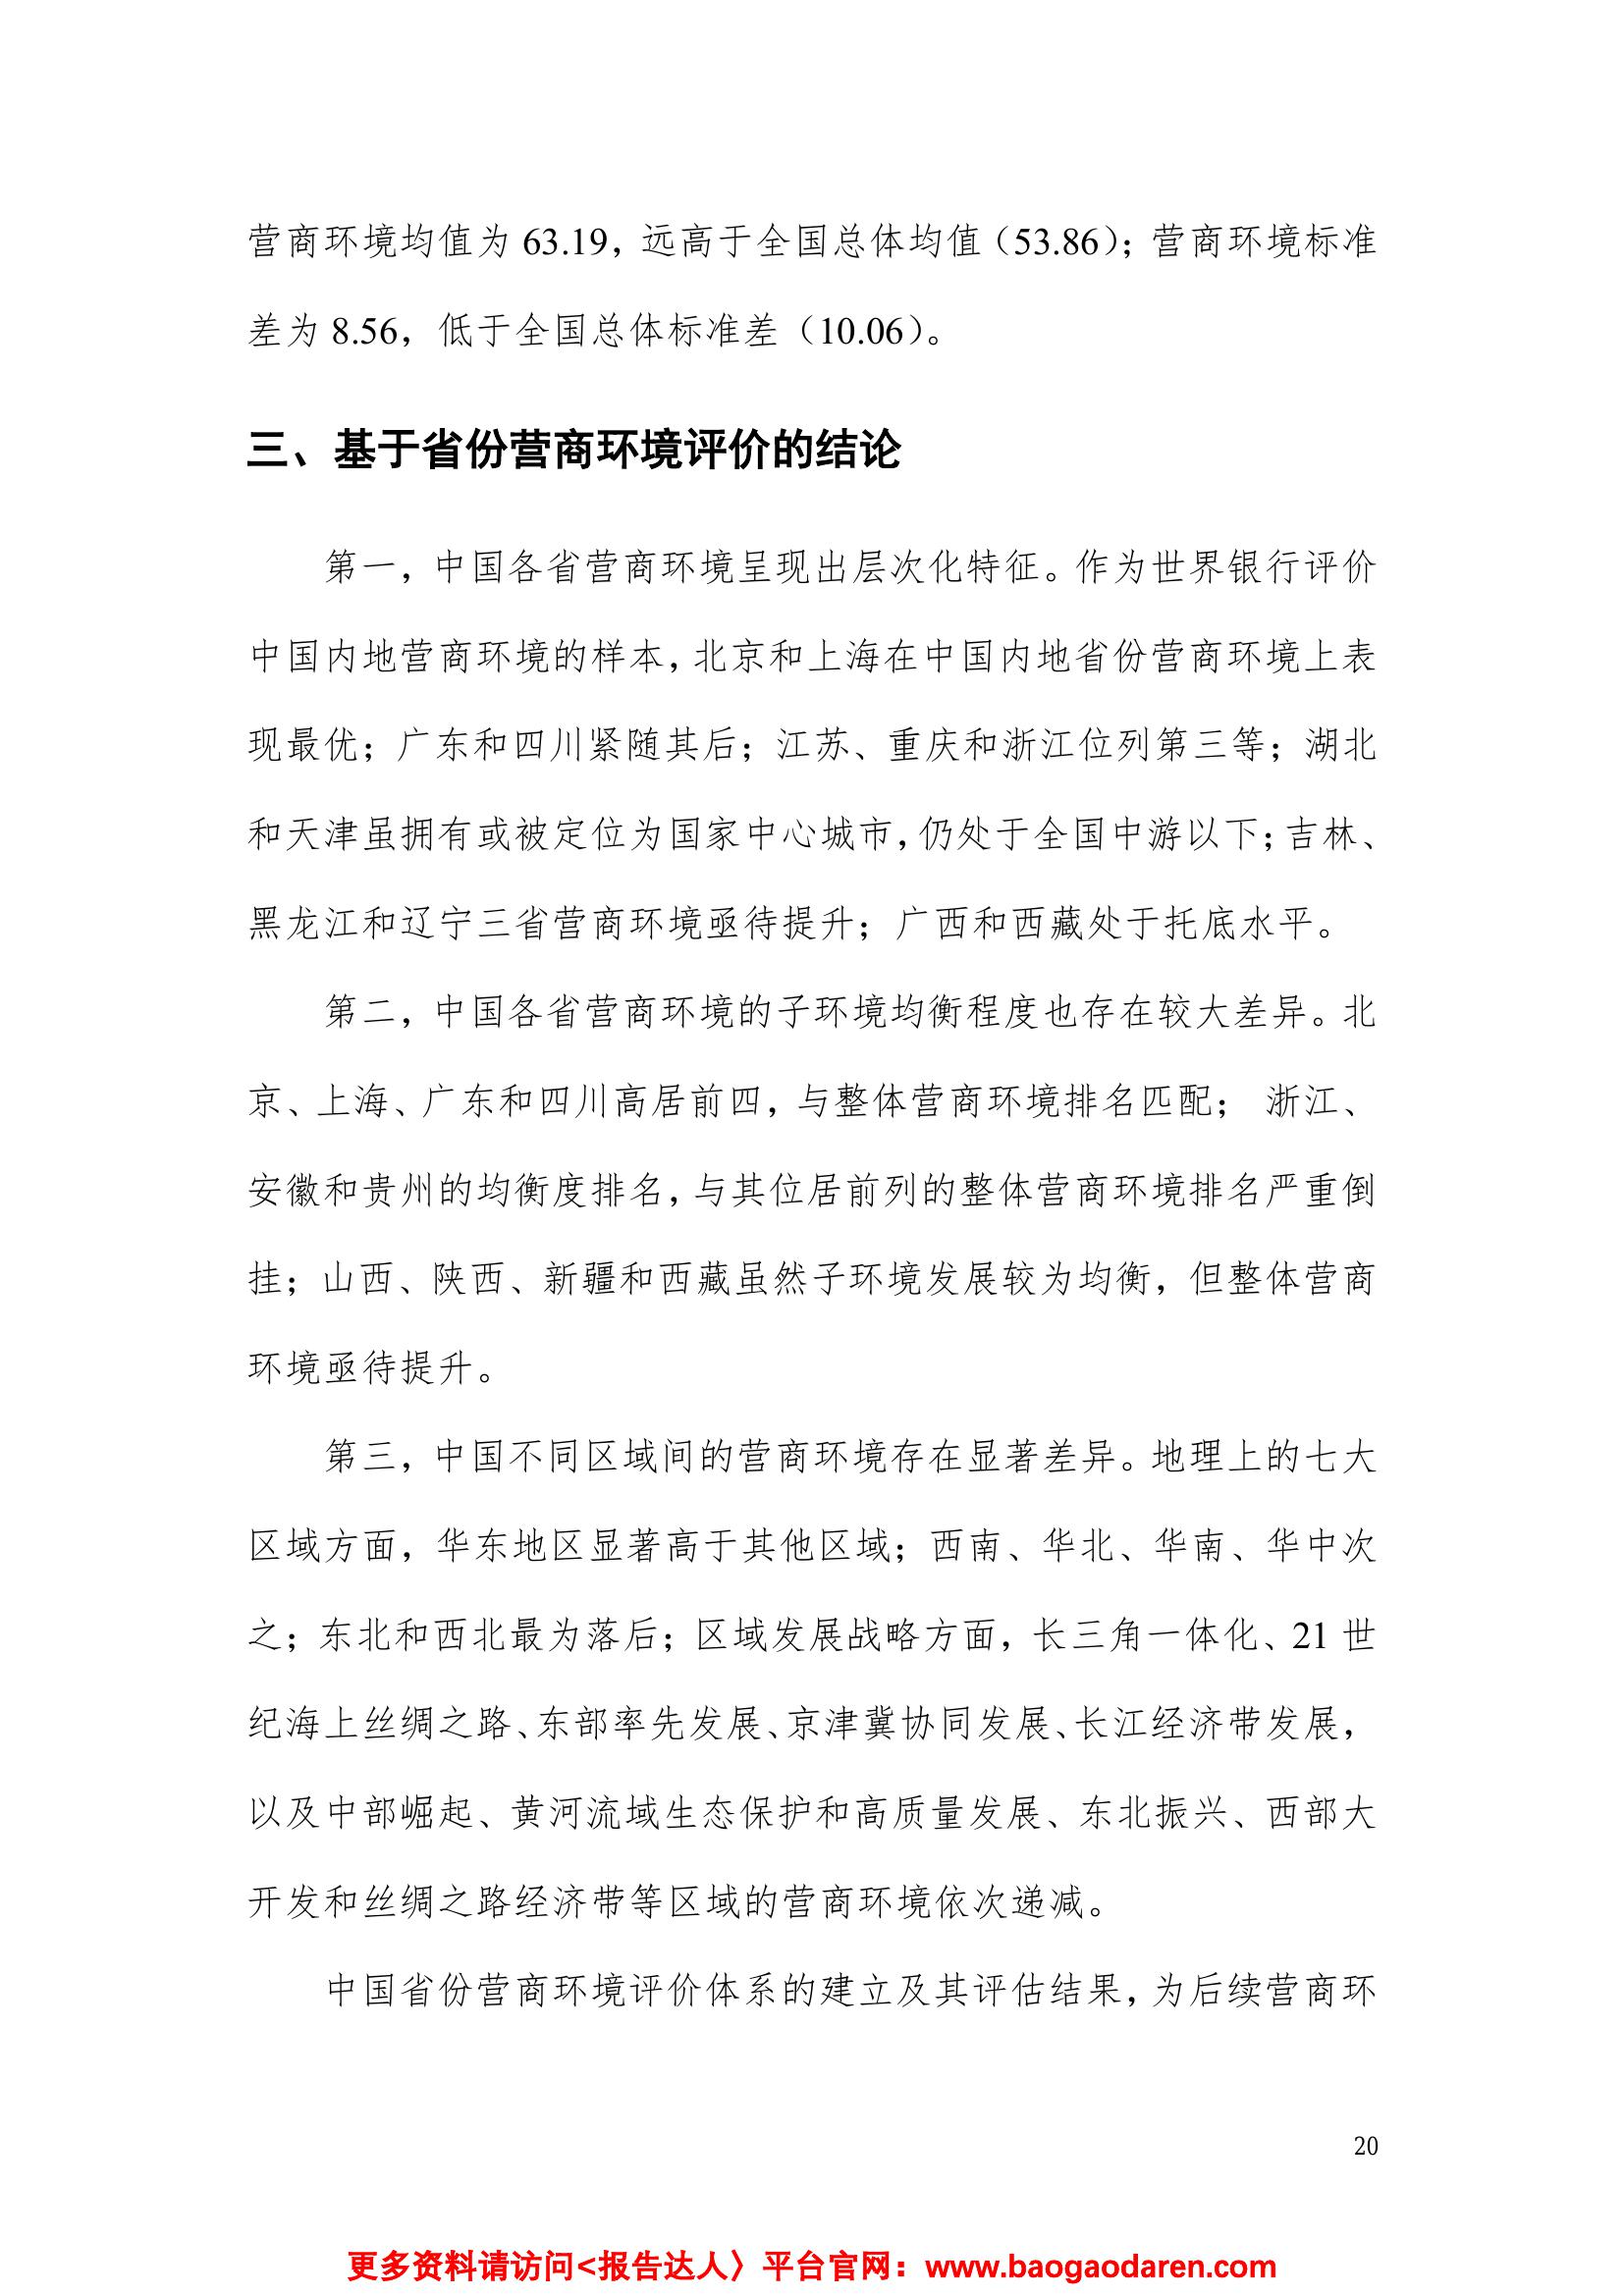 营商环境均值为 63.19，远高于全国总体均值（53.86）；营商环境标准
差为 8.56，低于全国总体标准差（10.06）。
三、基于省份营商环境评价的结论
第一，中国各省营商环境呈现出层次化特征。作为世界银行评价
中国内地营商环境的样本，北京和上海在中国内地省份营商环境上表
现最优；广东和四川紧随其后；江苏、重庆和浙江位列第三等；湖北
和天津虽拥有或被定位为国家中心城市，仍处于全国中游以下；吉林、
黑龙江和辽宁三省营商环境亟待提升；广西和西藏处于托底水平。
第二，中国各省营商环境的子环境均衡程度也存在较大差异。北
京、上海、广东和四川高居前四，与整体营商环境排名匹配； 浙江、
安徽和贵州的均衡度排名，与其位居前列的整体营商环境排名严重倒
挂；山西、陕西、新疆和西藏虽然子环境发展较为均衡，但整体营商
环境亟待提升。
第三，中国不同区域间的营商环境存在显著差异。地理上的七大
区域方面，华东地区显著高于其他区域；西南、华北、华南、华中次
之；东北和西北最为落后；区域发展战略方面，长三角一体化、21 世
纪海上丝绸之路、东部率先发展、京津冀协同发展、长江经济带发展，
以及中部崛起、黄河流域生态保护和高质量发展、东北振兴、西部大
开发和丝绸之路经济带等区域的营商环境依次递减。
中国省份营商环境评价体系的建立及其评估结果，为后续营商环
20
更多资料请访问<报告达人〉平台官网：www.baogaodaren.com